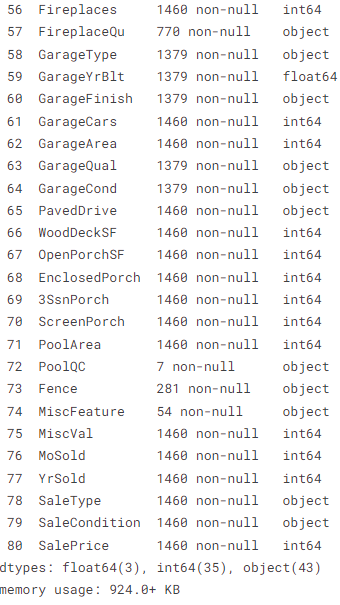 56 Fireplaces 1460 non-null int64
57 FireplaceQu 770 non-null object
58 GarageType 1379 non-null object
59 GarageYrBlt 1379 non-null float64
60 GarageFinish 1379 non-null object
61 GarageCars 1460 non-null int64
62 GarageArea 1460 non-null int64
63 GarageQual 1379 non-null object
64 GarageCond 1379 non-null object
65 PavedDrive 1460 non-null object
66 WoodDeckSF 1460 non-null int64
67 OpenPorchSF 1460 non-null int64
68 EnclosedPorch 1460 non-null int64
69 3SsnPorch 1460 non-null int64
70 ScreenPorch 1460 non-null int64
71 PoolArea 1460 non-null int64
72 PoolQC 7 non-null object
73 Fence 281 non-null object
74 MiscFeature 54 non-null object
75 MiscVal 1460 non-null int64
76 MoSold 1460 non-null int64
77 YrSold 1460 non-null int64
78 SaleType 1460 non-null object
79 SaleCondition 1460 non-null object
80 SalePrice 1460 non-null int64
dtypes: float64(3), int64(35), object(43)
memory usage: 924.0+ KB